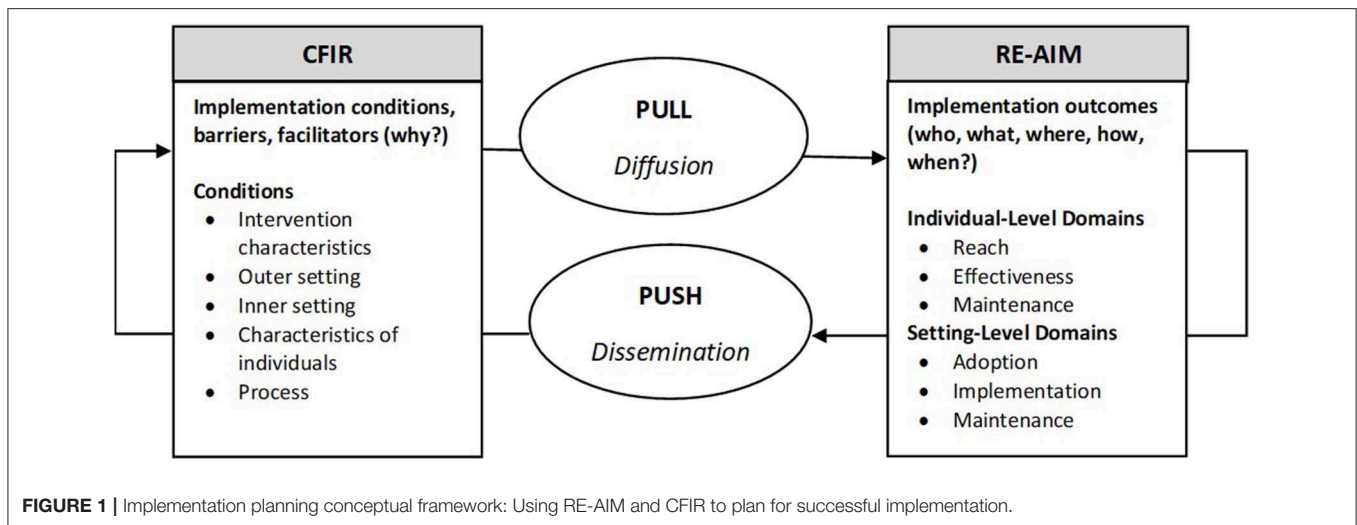 CFIR
Implementation conditions,
barriers, facilitators (why?)
Conditions
• Intervention
characteristics
• Outer setting
• Inner setting
• Characteristics of
individuals
• Process
PULL
Diffusion
PUSH
Dissemination
RE-AIM
Implementation outcomes
(who, what, where, how,
when?)
Individual-Level Domains
• Reach
• Effectiveness
• Maintenance
Setting-Level Domains
• Adoption
• Implementation
• Maintenance
FIGURE 1 | Implementation planning conceptual framework: Using RE-AIM and CFIR to plan for successful implementation.